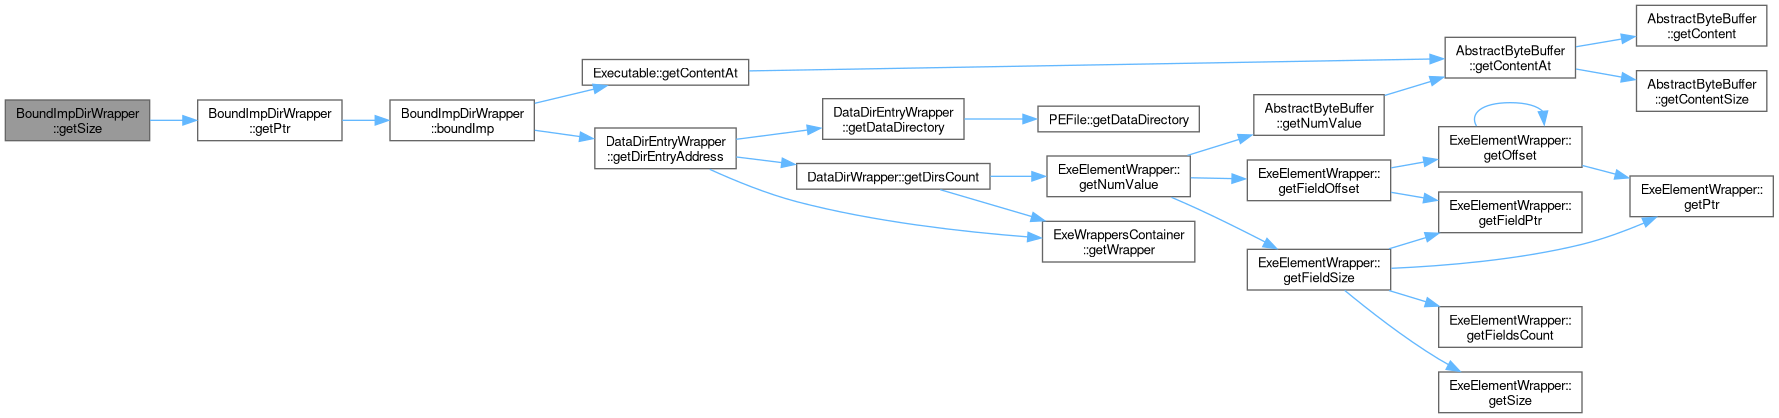 BoundImpDirWrapper
::getSize
BoundImpDirWrapper
::getPtr
BoundImpDirWrapper
::boundImp
Executable::getContentAt
DataDirEntryWrapper
::getDirEntryAddress
DataDirEntryWrapper
::getDataDirectory
DataDirWrapper::getDirsCount
PEFile::getDataDirectory
ExeElementWrapper::
getNumValue
ExeWrappersContainer
::getWrapper
AbstractByteBuffer
::getNumValue
ExeElementWrapper::
getFieldOffset
ExeElementWrapper::
getFieldSize
AbstractByteBuffer
::getContentAt
ExeElementWrapper::
getOffset
ExeElementWrapper::
getFieldPtr
ExeElementWrapper::
getFieldsCount
ExeElementWrapper::
getSize
AbstractByteBuffer
::getContent
AbstractByteBuffer
::getContentSize
ExeElementWrapper::
getPtr